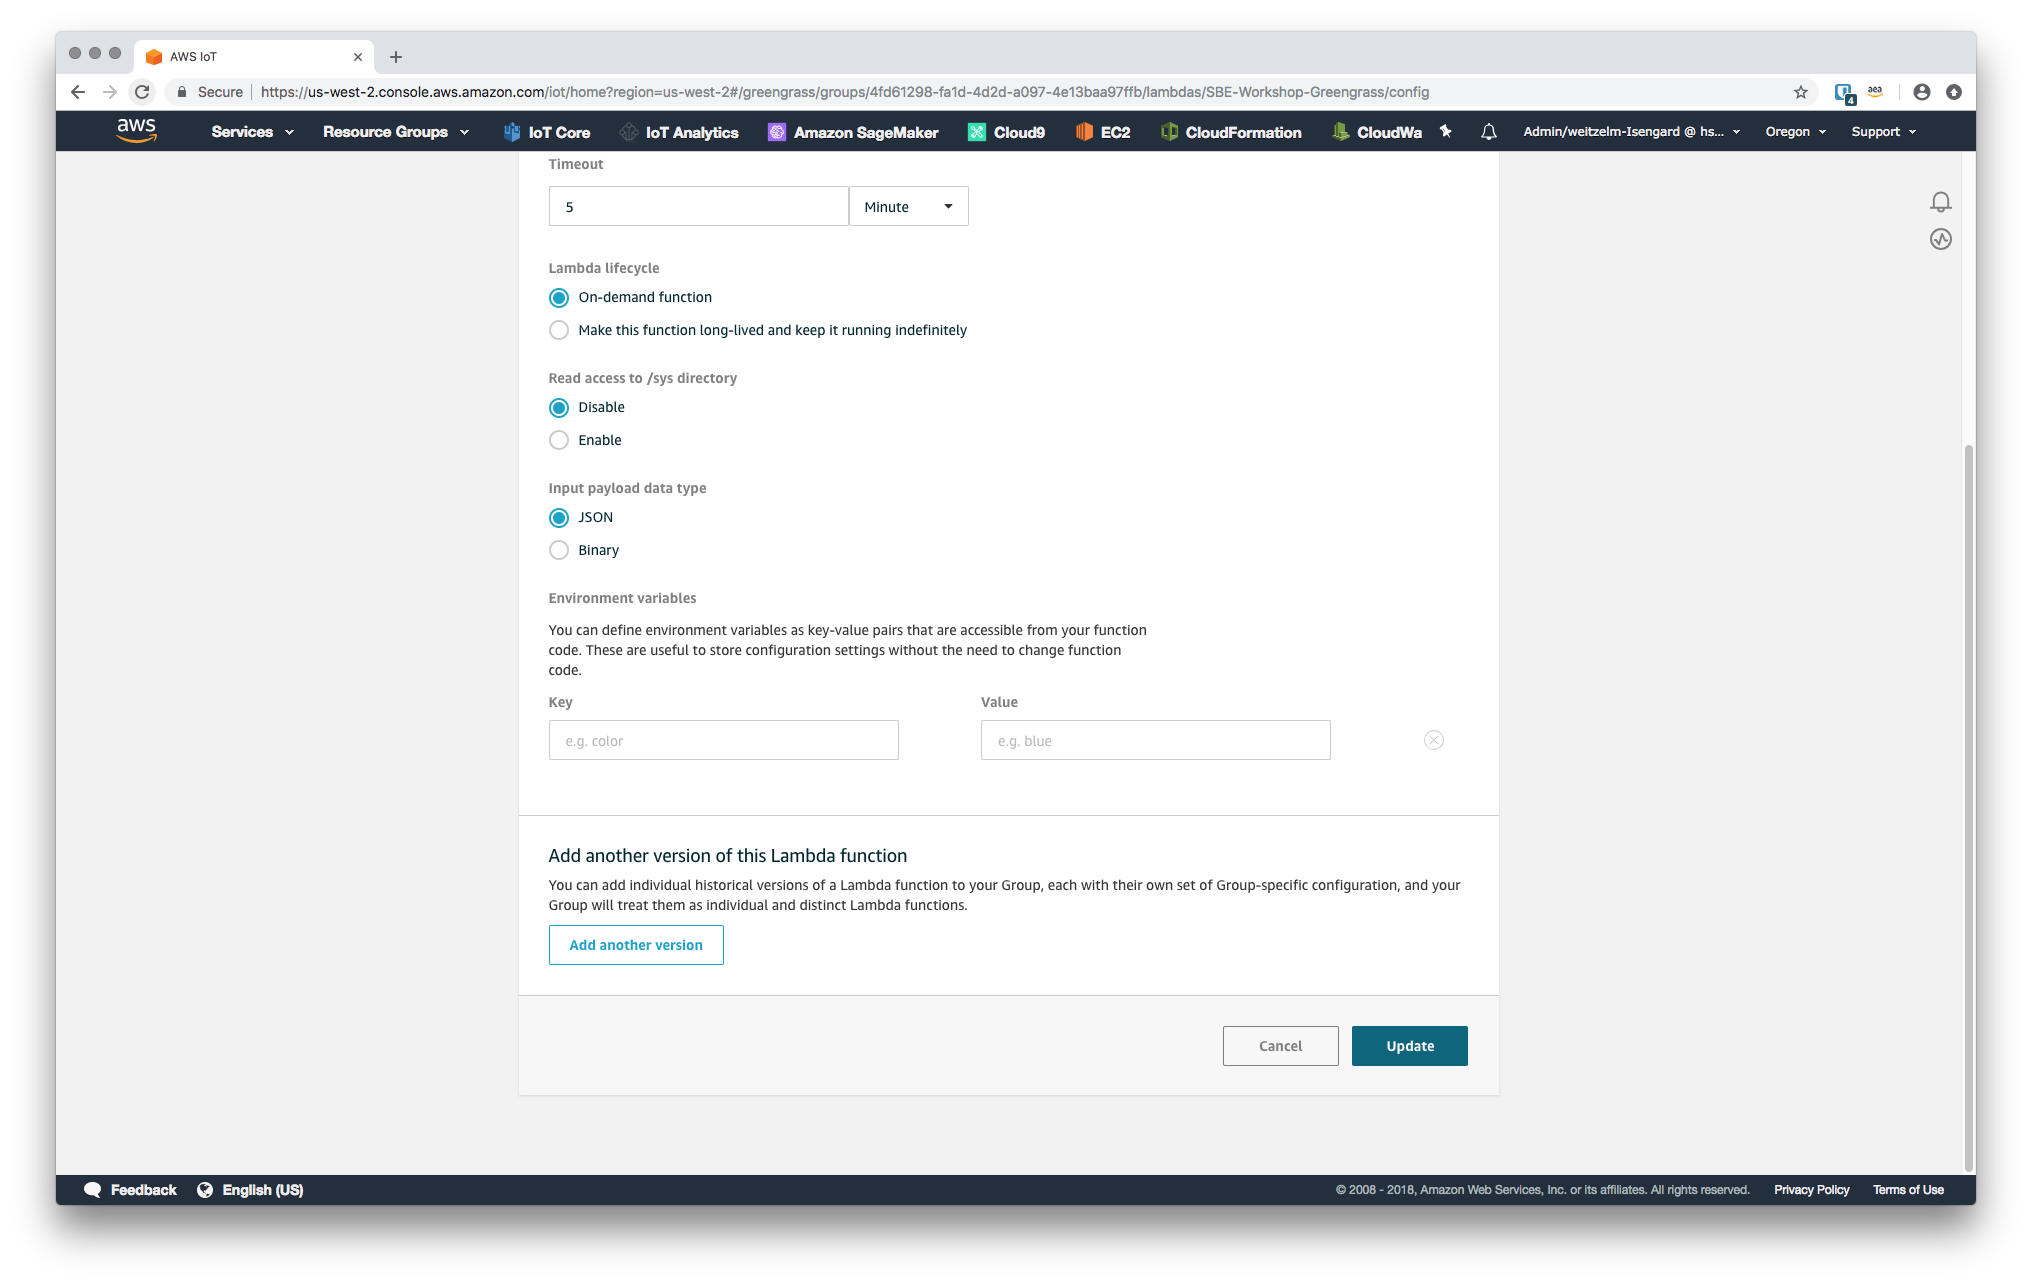 AWS IoT
Secure https://us-west-2.console.aws.amazon.com/iot/home?region=us-west-2#/greengrass/groups/4fd61298-fa1d-4d2d-a097-4e13baa97ffb/lambdas/SBE-Workshop-Greengrass/config
4 aea
aws Services Resource Groups IoT Core IoT Analytics Amazon SageMaker Cloud9 EC2 CloudFormation CloudWa Admin/weitzelm-Isengard @ hs... Oregon Support
Timeout
5 Minute
Lambda lifecycle
On-demand function
Make this function long-lived and keep it running indefinitely
Read access to /sys directory
Disable
Enable
Input payload data type
JSON
Binary
Environment variables
You can define environment variables as key-value pairs that are accessible from your function
code. These are useful to store configuration settings without the need to change function
code.
Key Value
e.g. color e.g. blue
Add another version of this Lambda function
You can add individual historical versions of a Lambda function to your Group, each with their own set of Group-specific configuration, and your
Group will treat them as individual and distinct Lambda functions.
Add another version
Cancel Update
Feedback English (US) © 2008 - 2018, Amazon Web Services, Inc. or its affiliates. All rights reserved. Privacy Policy Terms of Use